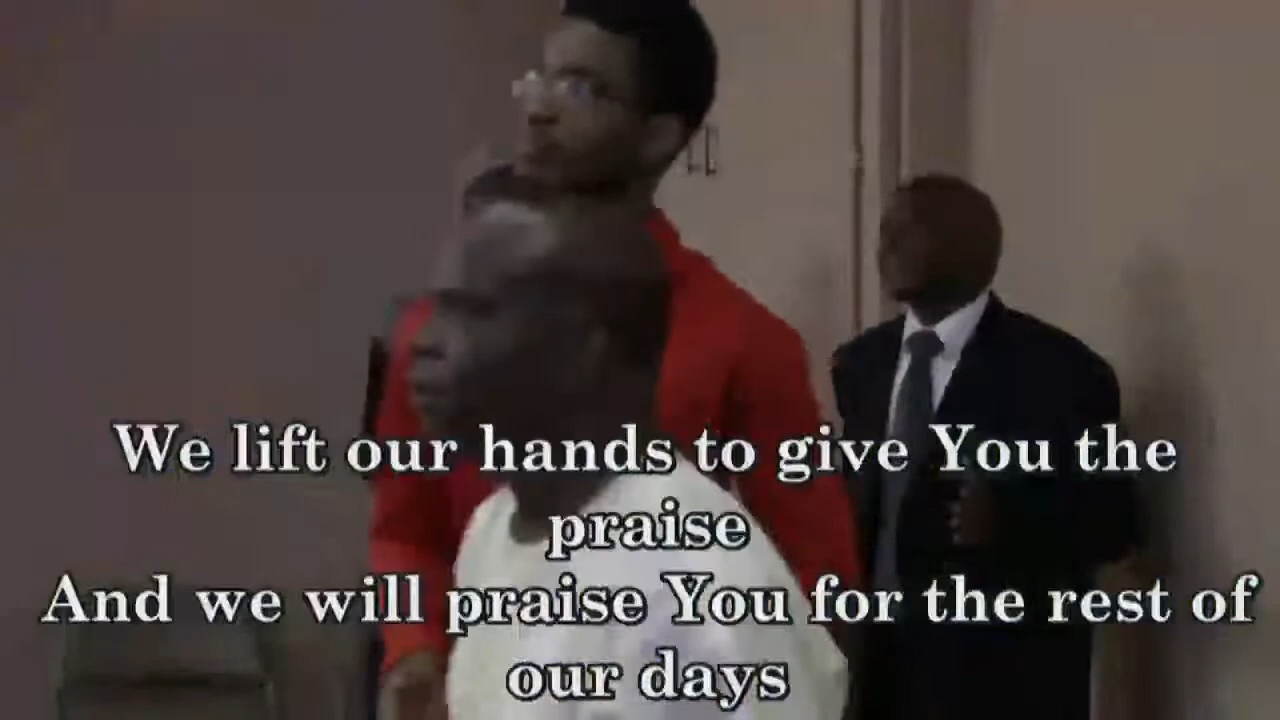 We lift our hands to give You the
praise
And we will praise You for the rest of
our days